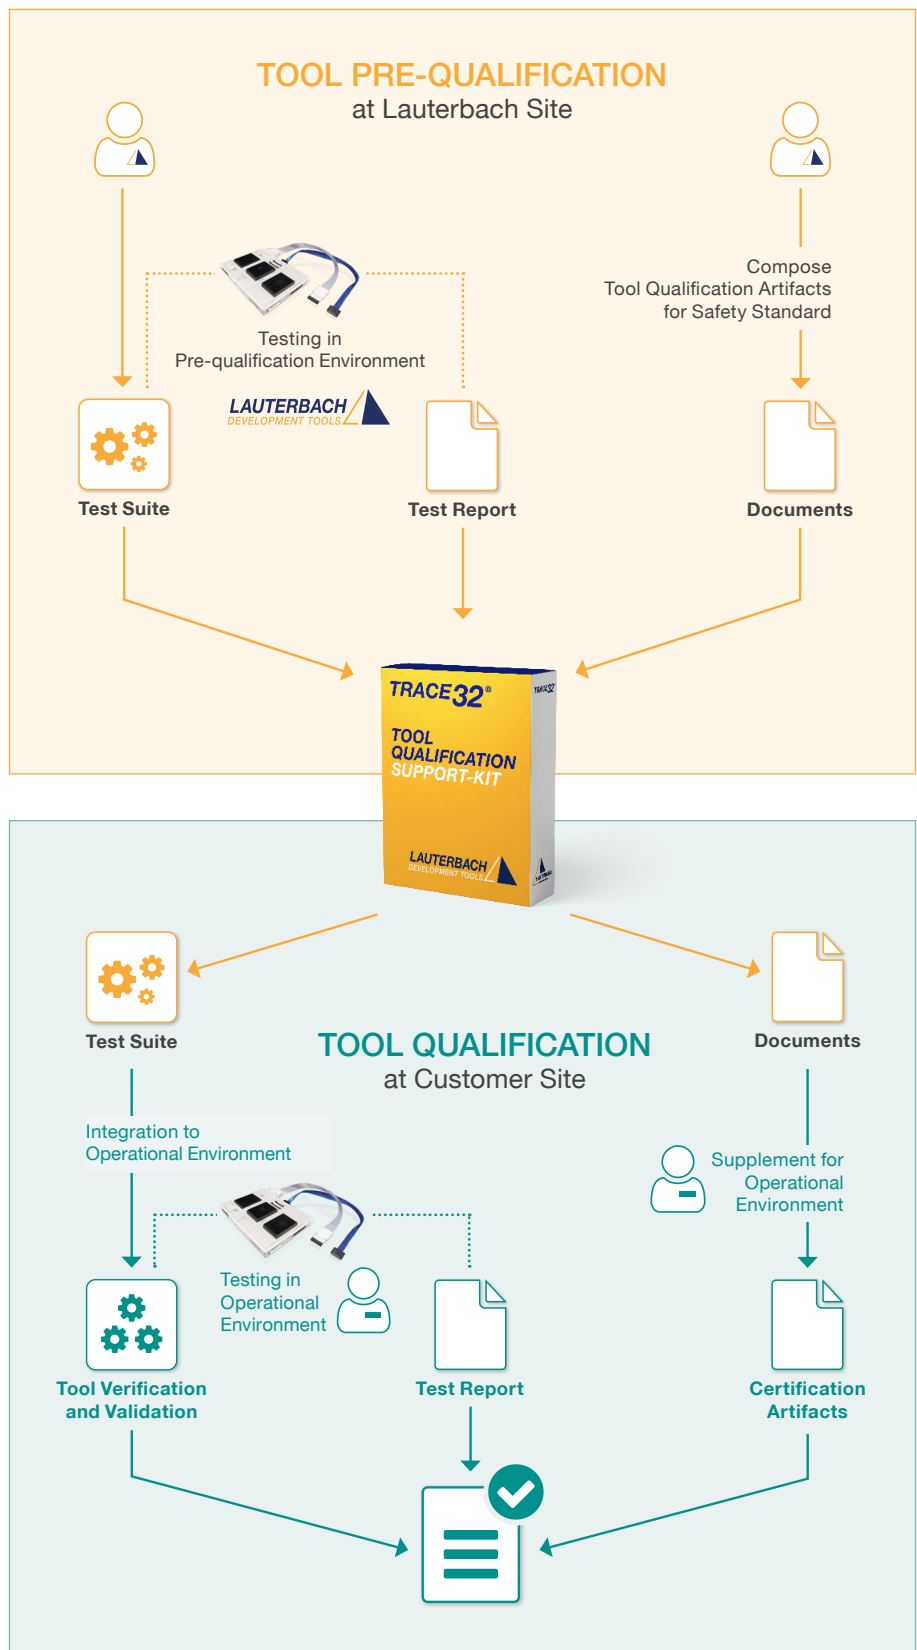 TOOL PRE-QUALIFICATION
at Lauterbach Site
Compose
Tool Qualification Artifacts
for Safety Standard
Testing in
Pre-qualification Environment
LAUTERBACH
DEVELOPMENT TOOLS
Test Suite
Test Report
Documents
TRACE32®
TRACE32®
TOOL
QUALIFICATION
SUPPORT-KIT
LAUTERBACH
DEVELOPMENT TOOLS
Test Suite
Documents
TOOL QUALIFICATION
at Customer Site
Integration to
Operational Environment
Supplement for
Operational
Environment
Testing in
Operational
Environment
Tool Verification
and Validation
Test Report
Certification
Artifacts